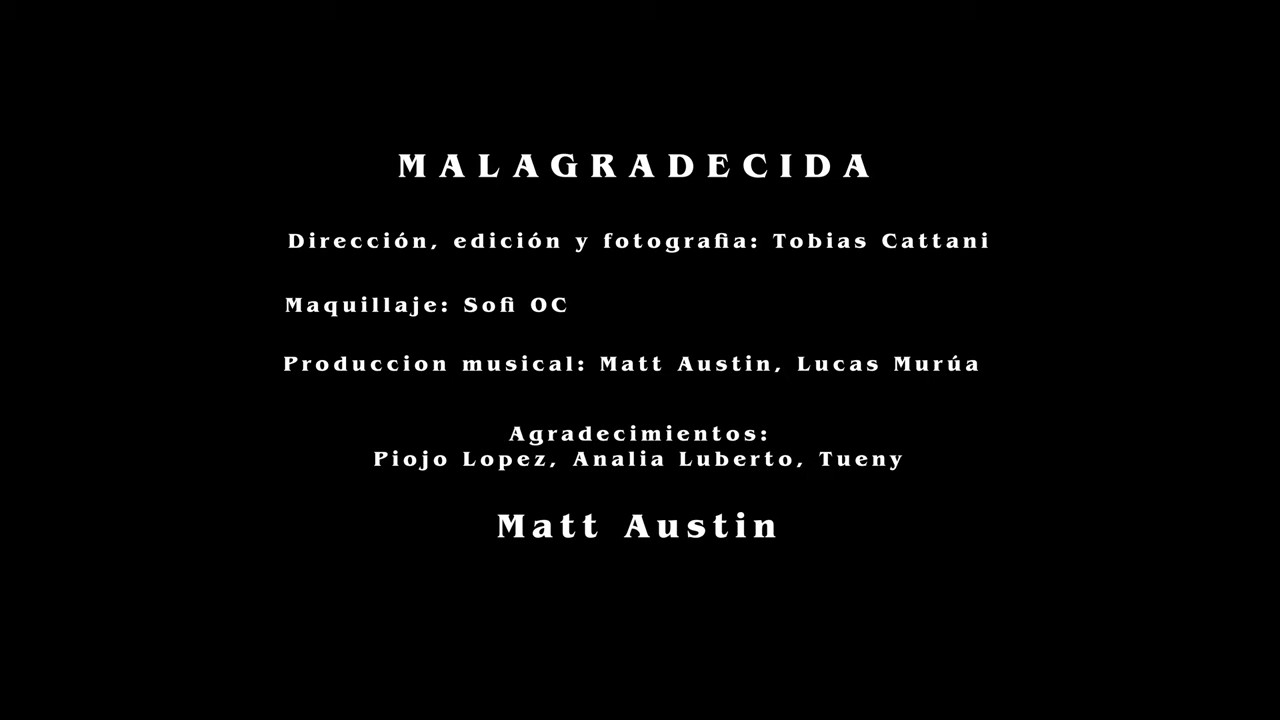 MALAGRADECIDA
Dirección, edición y fotografia: Tobias Cattani
Maquillaje: Sofi OC
Produccion musical: Matt Austin, Lucas Murúa
Agradecimientos:
Piojo Lopez, Analia Luberto, Tueny
Matt Austin